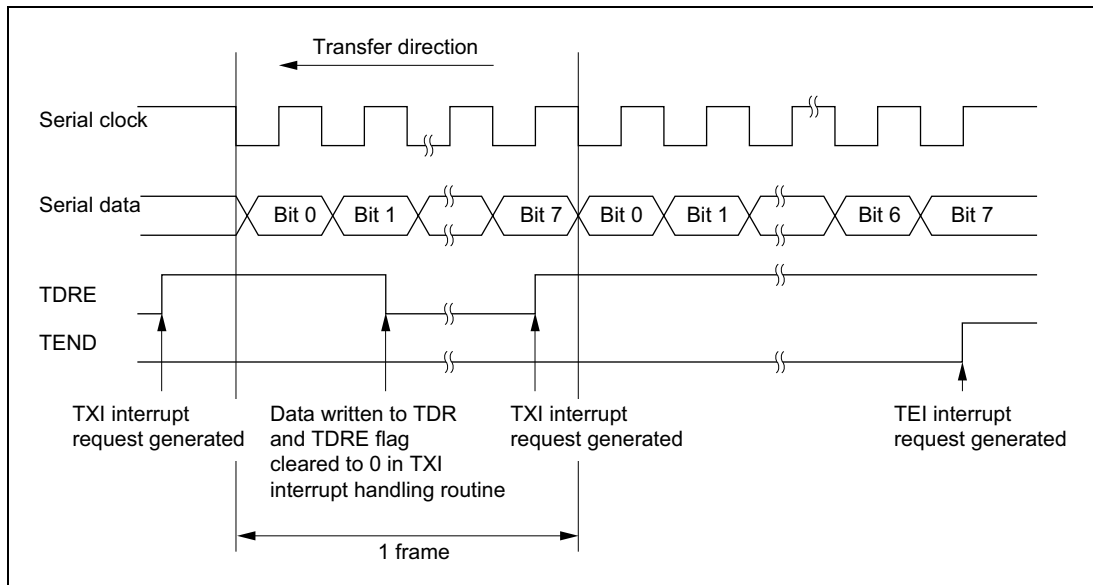 Transfer direction
Serial clock
Serial data
Bit 0
Bit 1
Bit 7
Bit 0
Bit 1
Bit 6
Bit 7
TDRE
TEND
TXI interrupt
request generated
Data written to TDR
and TDRE flag
cleared to 0 in TXI
interrupt handling routine
TXI interrupt
request generated
TEI interrupt
request generated
1 frame